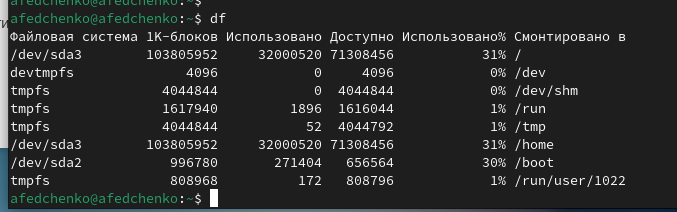 afedchenko@afedchenko:~$
afedchenko@afedchenko:~$ df
Файловая система 1K-блоков Использовано Доступно Использовано% Смонтировано в
/dev/sda3 103805952 32000520 71308456 31% /
devtmpfs 4096 0 4096 0% /dev
tmpfs 4044844 0 4044844 0% /dev/shm
tmpfs 1617940 1896 1616044 1% /run
tmpfs 4044844 52 4044792 1% /tmp
/dev/sda3 103805952 32000520 71308456 31% /home
/dev/sda2 996780 271404 656564 30% /boot
tmpfs 808968 172 808796 1% /run/user/1022
afedchenko@afedchenko:~$